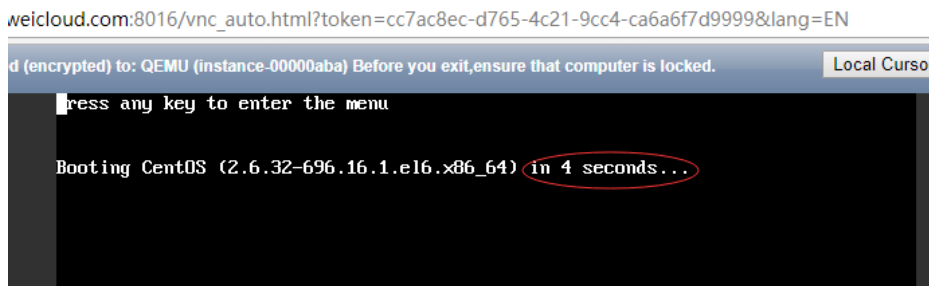 weicloud.com:8016/vnc_auto.html?token=cc7ac8ec-d765-4c21-9cc4-ca6a6f7d9999&lang=EN
d (encrypted) to: QEMU (instance-00000aba) Before you exit,ensure that computer is locked.
Local Curso
Press any key to enter the menu
Booting CentOS (2.6.32-696.16.1.el6.x86_64) in 4 seconds...